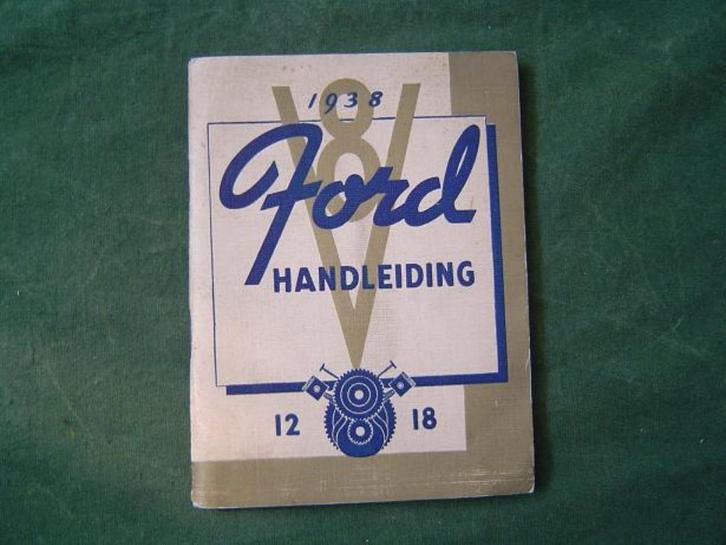 1938
V8
Ford
HANDLEIDING
12 18